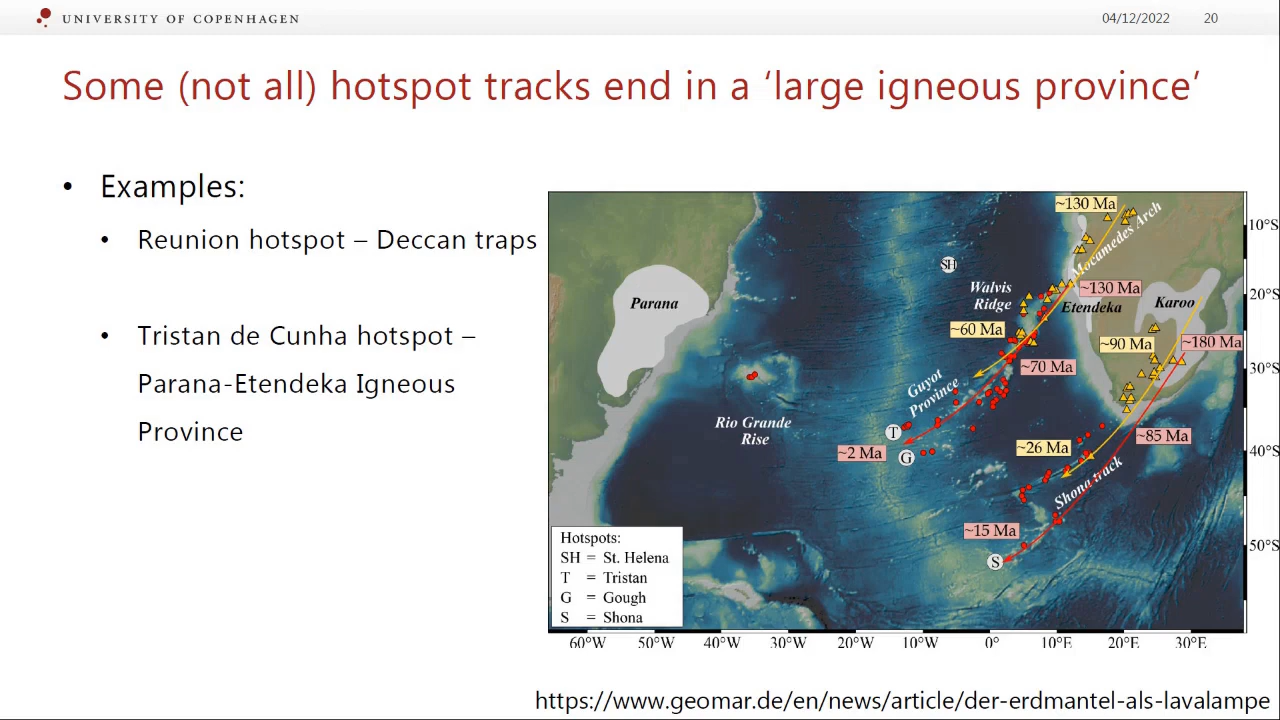 UNIVERSITY OF COPENHAGEN
04/12/2022 20
Some (not all) hotspot tracks end in a ‘large igneous province’
• Examples:
• Reunion hotspot – Deccan traps
• Tristan de Cunha hotspot –
Parana-Etendeka Igneous
Province
~130 Ma
Mocamedes Arch
10°S
SH
Parana
Walvis
Ridge
~130 Ma
Etendeka
Karoo
20°S
~60 Ma
~90 Ma
~180 Ma
~70 Ma
30°S
Guyot
Province
Rio Grande
Rise
T
~2 Ma
G
~26 Ma
~85 Ma
40°S
Shona track
~15 Ma
S
50°S
Hotspots:
SH = St. Helena
T = Tristan
G = Gough
S = Shona
60°W 50°W 40°W 30°W 20°W 10°W 0° 10°E 20°E 30°E
https://www.geomar.de/en/news/article/der-erdmantel-als-lavalampe